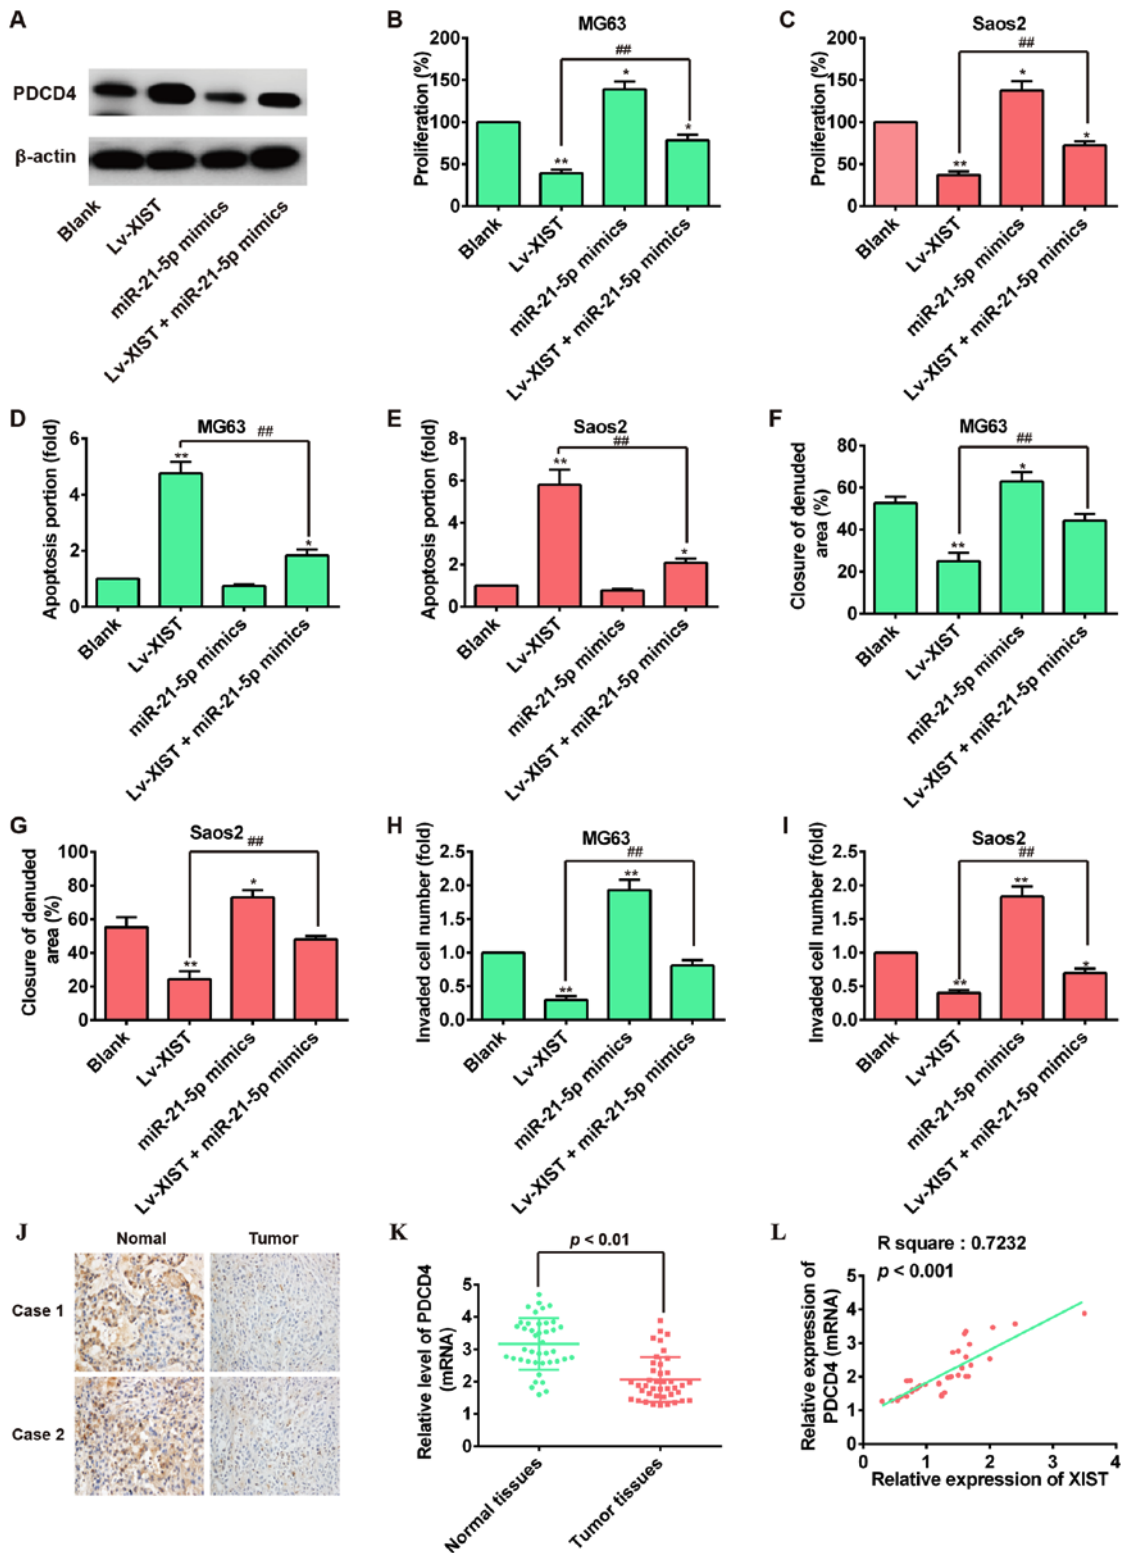 A
PDCD4
β-actin
Blank
Lv-XIST
miR-21-5p mimics
Lv-XIST + miR-21-5p mimics
B
MG63
##
Proliferation (%)
200
150
100
50
0
**
*
*
Blank
Lv-XIST
miR-21-5p mimics
Lv-XIST + miR-21-5p mimics
C
Saos2
##
Proliferation (%)
200
150
100
50
0
**
*
*
Blank
Lv-XIST
miR-21-5p mimics
Lv-XIST + miR-21-5p mimics
D
MG63
##
Apoptosis portion (fold)
6
4
2
0
**
*
Blank
Lv-XIST
miR-21-5p mimics
Lv-XIST + miR-21-5p mimics
E
Saos2
##
Apoptosis portion (fold)
8
6
4
2
0
**
*
Blank
Lv-XIST
miR-21-5p mimics
Lv-XIST + miR-21-5p mimics
F
MG63
##
Closure of denuded
area (%)
80
60
40
20
0
**
*
Blank
Lv-XIST
miR-21-5p mimics
Lv-XIST + miR-21-5p mimics
G
Saos2
##
Closure of denuded
area (%)
100
80
60
40
20
0
**
*
Blank
Lv-XIST
miR-21-5p mimics
Lv-XIST + miR-21-5p mimics
H
MG63
##
Invaded cell number (fold)
2.5
2.0
1.5
1.0
0.5
0.0
**
**
Blank
Lv-XIST
miR-21-5p mimics
Lv-XIST + miR-21-5p mimics
I
Saos2
##
Invaded cell number (fold)
2.5
2.0
1.5
1.0
0.5
0.0
**
**
*
Blank
Lv-XIST
miR-21-5p mimics
Lv-XIST + miR-21-5p mimics
J
Nomal
Tumor
Case 1
Case 2
K
p < 0.01
Relative level of PDCD4
(mRNA)
5
4
3
2
1
0
Normal tissues
Tumor tissues
L
R square : 0.7232
p < 0.001
Relative expression of
PDCD4 (mRNA)
5
4
3
2
1
0
0
1
2
3
4
Relative expression of XIST